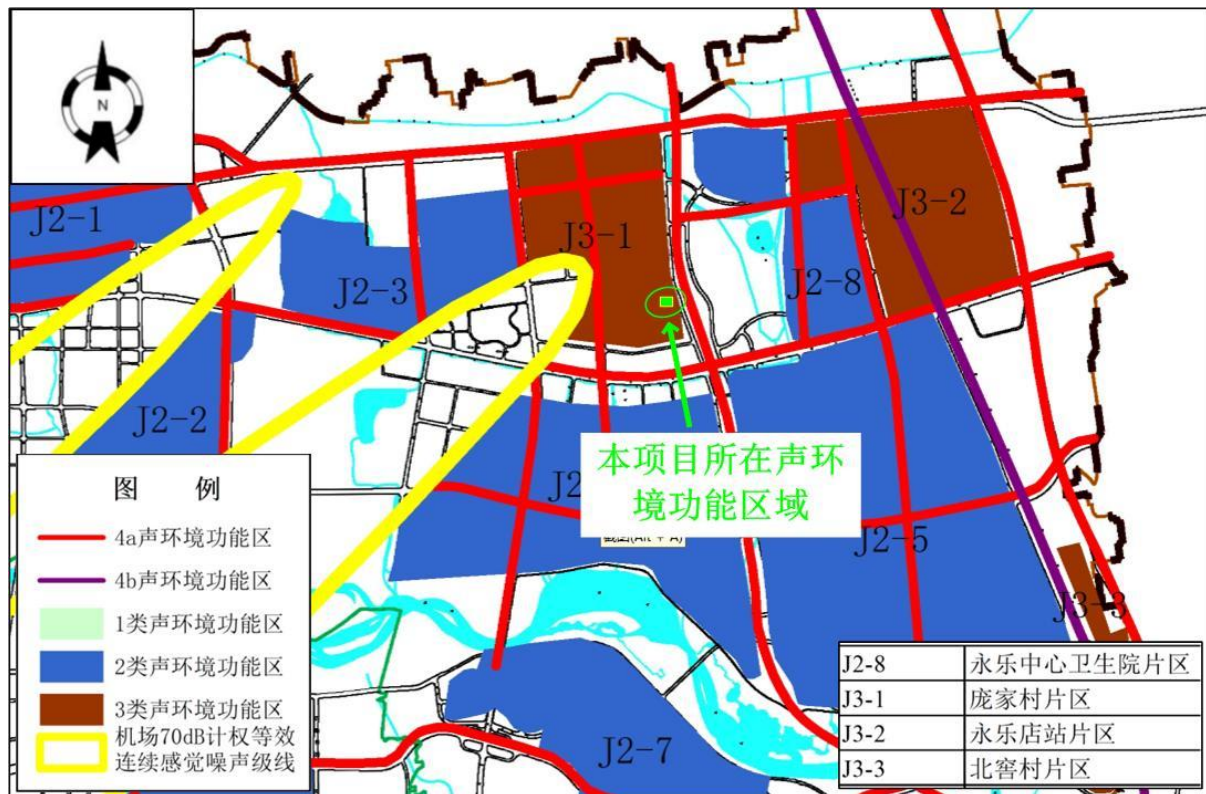 N
J2-1
J3-1
J3-2
J2-3
J2-8
J2-2
本项目所在声环
境功能区域
J2-5
J3-3
J2-7
图 例
4a声环境功能区
4b声环境功能区
1类声环境功能区
2类声环境功能区
3类声环境功能区
机场70dB计权等效
连续感觉噪声级线
J2-8 永乐中心卫生院片区
J3-1 庞家村片区
J3-2 永乐店站片区
J3-3 北窖村片区